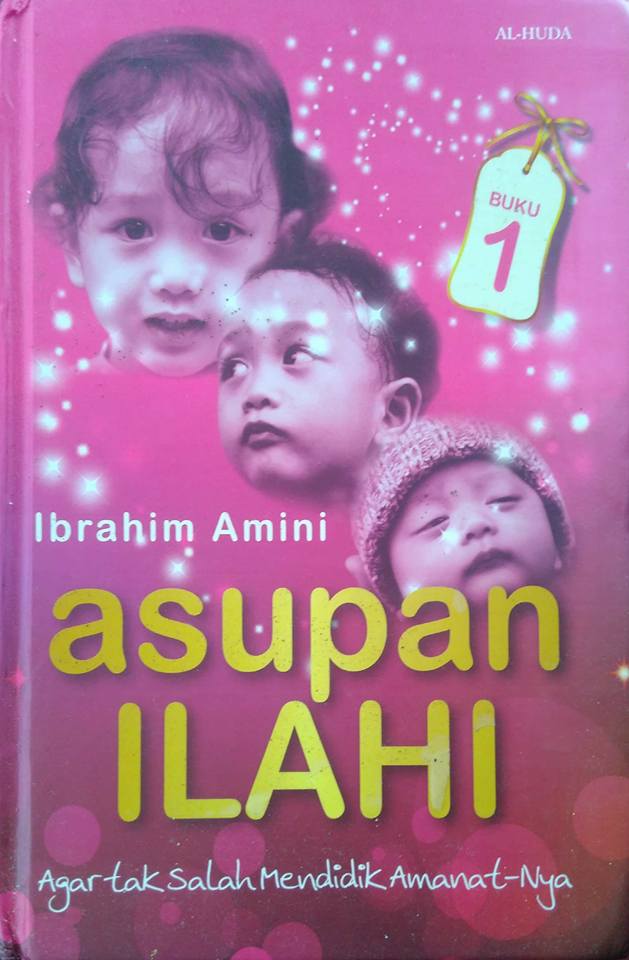 AL-HUDA
BUKU
1
Ibrahim Amini
asupan
ILAHI
Agar tak Salah Mendidik Amanat-Nya